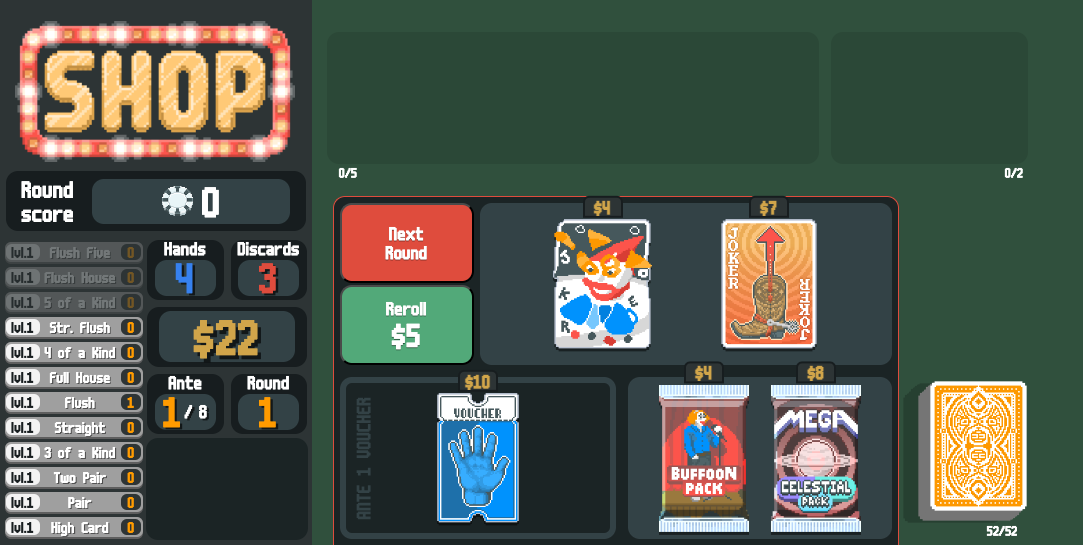 SHOP
Round score
0
lvl.1 Flush Five 0
lvl.1 Flush House 0
lvl.1 5 of a Kind 0
lvl.1 Str. Flush 0
lvl.1 4 of a Kind 0
lvl.1 Full House 0
lvl.1 Flush 1
lvl.1 Straight 0
lvl.1 3 of a Kind 0
lvl.1 Two Pair 0
lvl.1 Pair 0
lvl.1 High Card 0
Hands
4
Discards
3
$22
Ante
1 / 8
Round
1
0/5
0/2
Next
Round
Reroll
$5
$4
J
O
K
E
R
$7
JOKER
JOKER
ANTE 1 VOUCHER
$10
VOUCHER
$4
BUFFOON
PACK
$8
MEGA
CELESTIAL
PACK
52/52